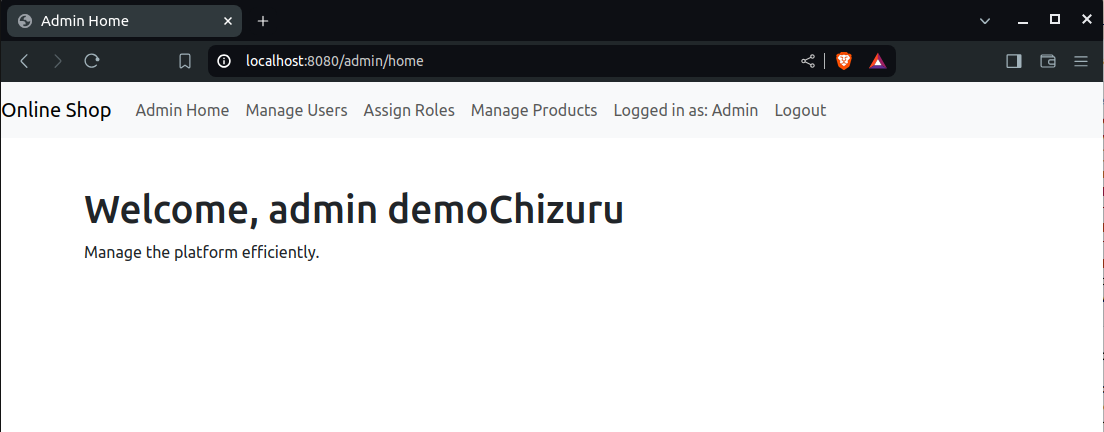 Admin Home
localhost:8080/admin/home
Online Shop Admin Home Manage Users Assign Roles Manage Products Logged in as: Admin Logout
Welcome, admin demoChizuru
Manage the platform efficiently.